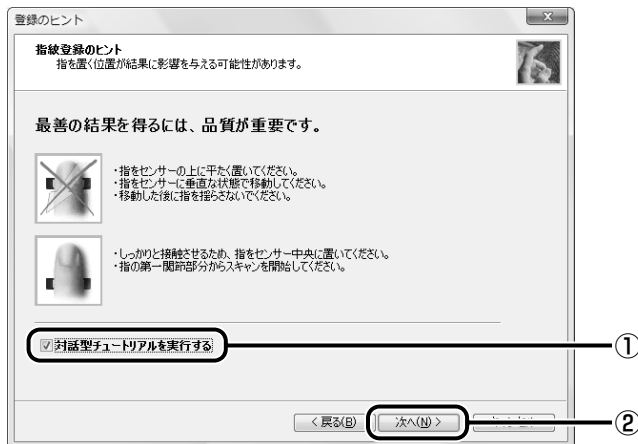 登録のヒント
指紋登録のヒント
指を置く位置が結果に影響を与える可能性があります。
最善の結果を得るには、品質が重要です。
・指をセンサーの上に平たく置いてください。
・指をセンサーに垂直な状態で移動してください。
・移動した後に指を揺らさないでください。
・しっかりと接触させるため、指をセンサー中央に置いてください。
・指の第一関節部分からスキャンを開始してください。
対話型チュートリアルを実行する
①
< 戻る(B)
次へ(N) >
②